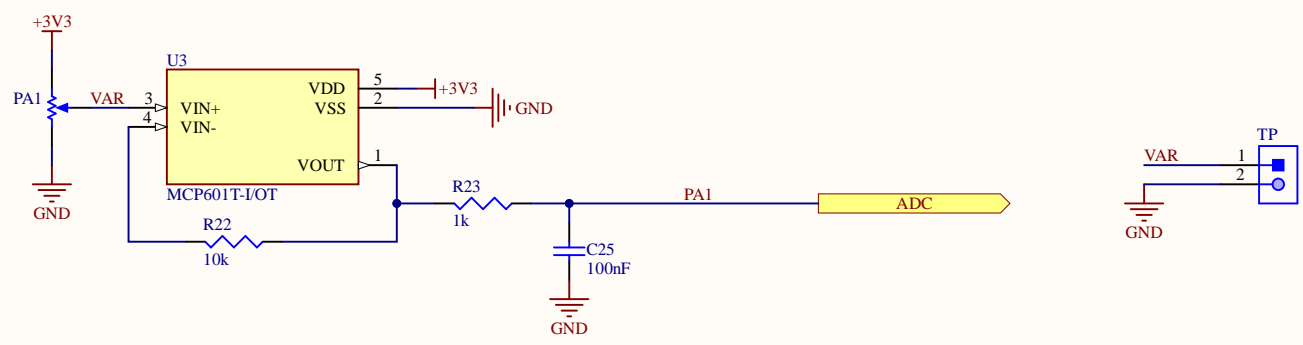 +3V3
PA1
VAR
U3
3
4
VIN+
VIN-
VDD
VSS
VOUT
5
2
1
+3V3
GND
MCP601T-I/OT
GND
R22
10k
R23
1k
PA1
ADC
C25
100nF
GND
TP
VAR
1
2
GND